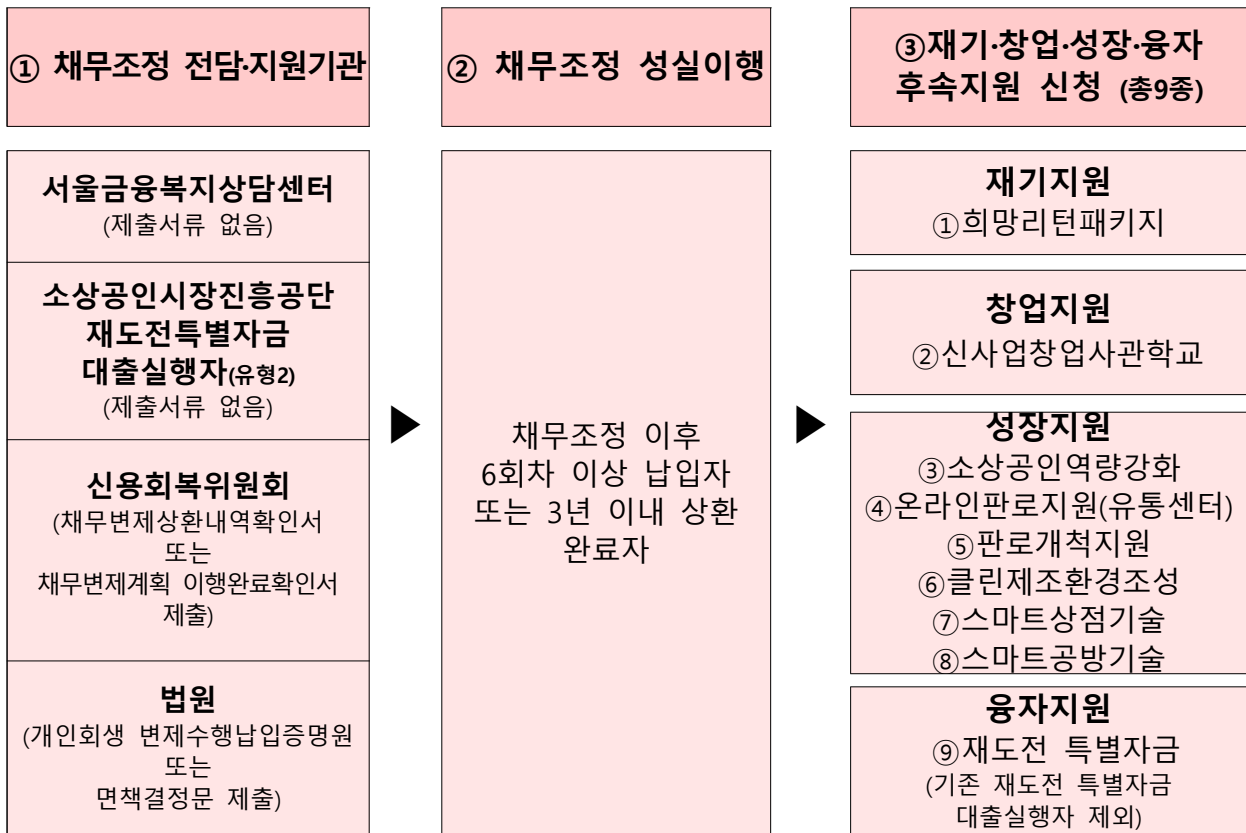 ① 채무조정 전담·지원기관
② 채무조정 성실이행
③재기·창업·성장·융자
후속지원 신청 (총9종)
서울금융복지상담센터
(제출서류 없음)
소상공인시장진흥공단
재도전특별자금
대출실행자(유형2)
(제출서류 없음)
신용회복위원회
(채무변제상환내역확인서
또는
채무변제계획 이행완료확인서
제출)
법원
(개인회생 변제수행납입증명원
또는
면책결정문 제출)
▶
채무조정 이후
6회차 이상 납입자
또는 3년 이내 상환
완료자
▶
재기지원
①희망리턴패키지
창업지원
②신사업창업사관학교
성장지원
③소상공인역량강화
④온라인판로지원(유통센터)
⑤판로개척지원
⑥클린제조환경조성
⑦스마트상점기술
⑧스마트공방기술
융자지원
⑨재도전 특별자금
(기존 재도전 특별자금
대출실행자 제외)